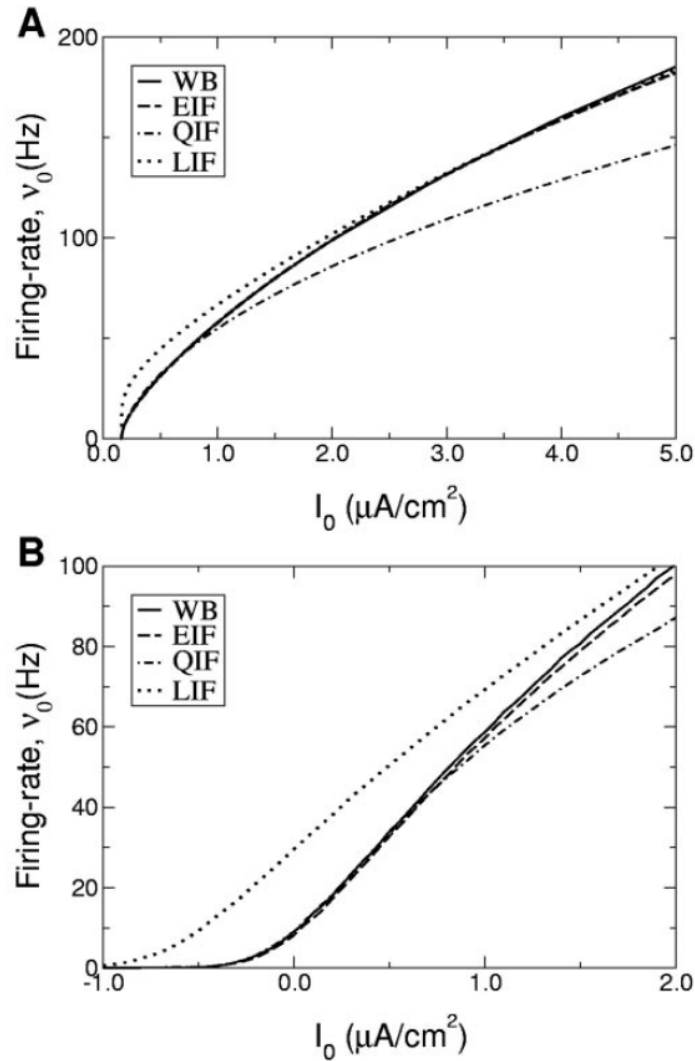 A
200
WB
EIF
QIF
LIF
100
0
Firing-rate, ν0(Hz)
0.0 1.0 2.0 3.0 4.0 5.0
I0 (μA/cm2)
B
100
WB
EIF
QIF
LIF
80
60
40
20
0
Firing-rate, ν0(Hz)
-1.0 0.0 1.0 2.0
I0 (μA/cm2)